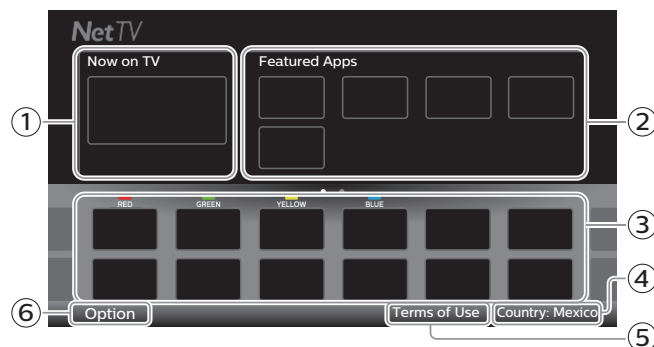 NetTV
Now on TV
Featured Apps
1
2
RED GREEN YELLOW BLUE
3
4
6
Option
Terms of Use
Country: Mexico
5